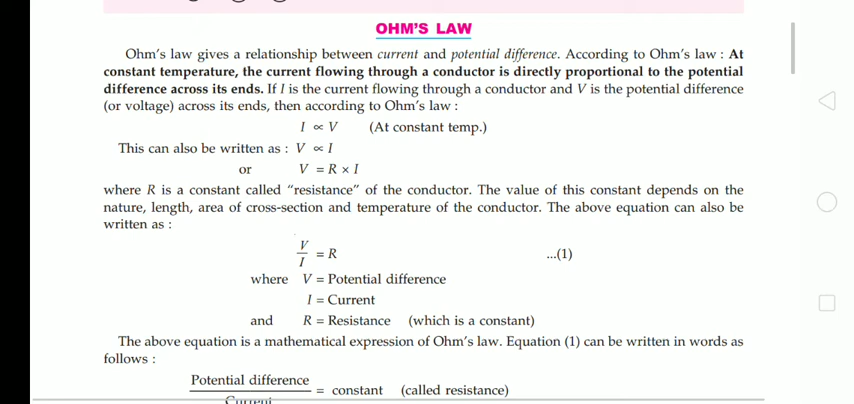 OHM'S LAW
Ohm's law gives a relationship between current and potential difference. According to Ohm's law : At
constant temperature, the current flowing through a conductor is directly proportional to the potential
difference across its ends. If I is the current flowing through a conductor and V is the potential difference
(or voltage) across its ends, then according to Ohm's law :
I ∝ V (At constant temp.)
This can also be written as : V ∝ I
or V = R × I
where R is a constant called "resistance" of the conductor. The value of this constant depends on the
nature, length, area of cross-section and temperature of the conductor. The above equation can also be
written as :
V
I = R ...(1)
where V = Potential difference
I = Current
and R = Resistance (which is a constant)
The above equation is a mathematical expression of Ohm's law. Equation (1) can be written in words as
follows :
Potential difference
Current = constant (called resistance)